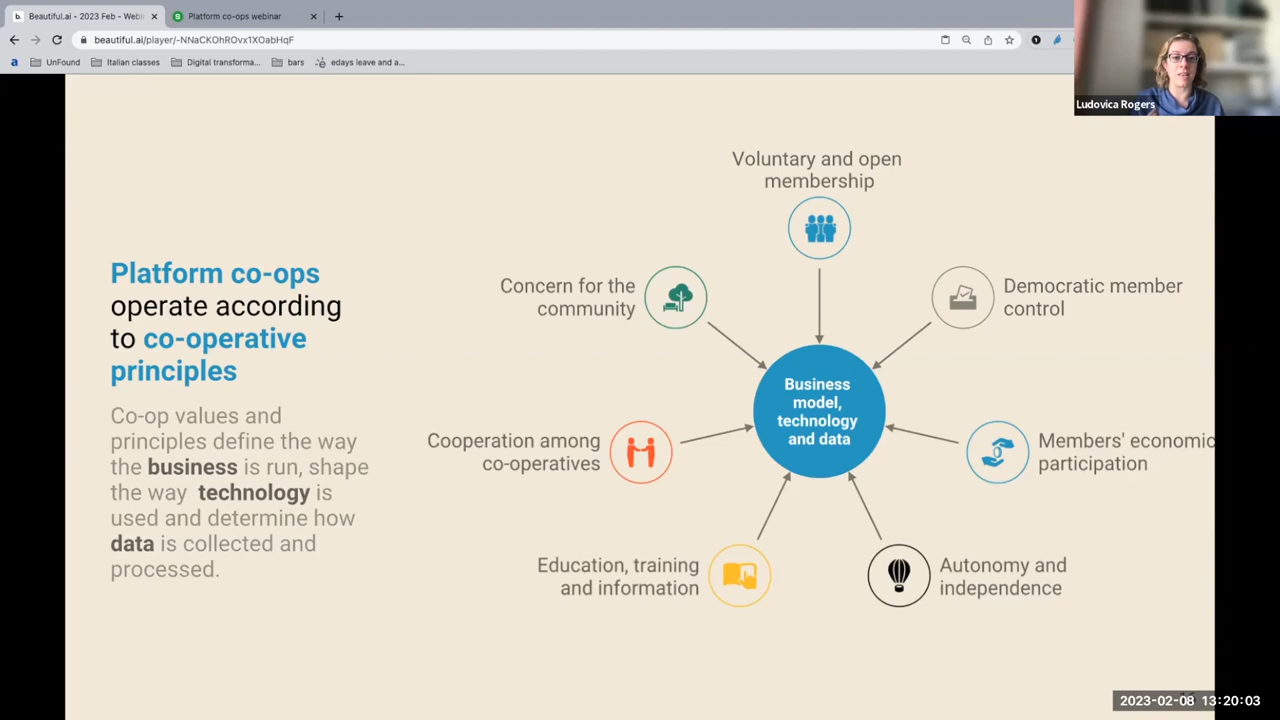 Beautiful.ai - 2023 Feb - Webi
Platform co-ops webinar
beautiful.ai/player/-NNaCKOhROvx1XOabHqF
UnFound
Italian classes
Digital transforma...
bars
edays leave and a...
Ludovica Rogers
Platform co-ops
operate according
to co-operative
principles
Co-op values and
principles define the way
the business is run, shape
the way technology is
used and determine how
data is collected and
processed.
Voluntary and open
membership
Concern for the
community
Democratic member
control
Business
model,
technology
and data
Cooperation among
co-operatives
Members' economic
participation
Education, training
and information
Autonomy and
independence
2023-02-08 13:20:03